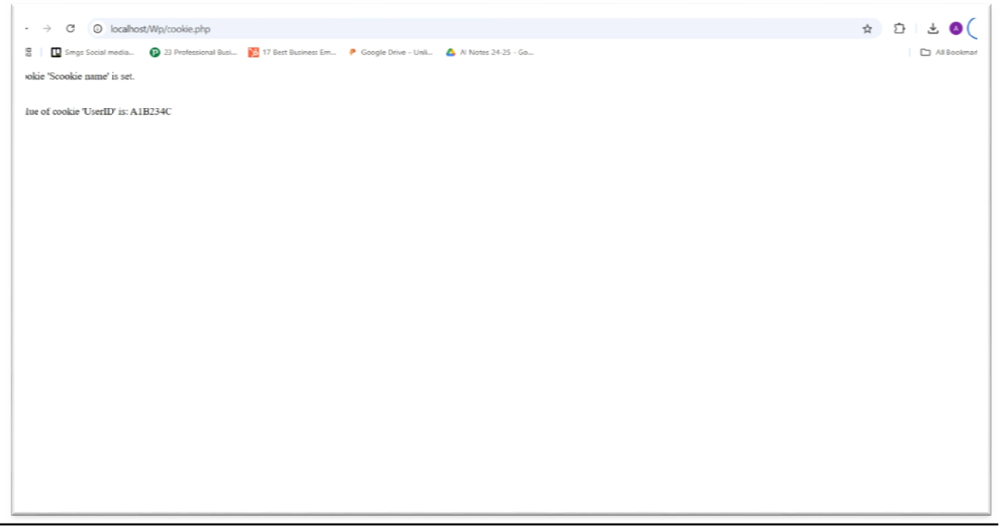 localhost/Wp/cookie.php
Smgs Social media... 23 Professional Busi... 17 Best Business Em... Google Drive - Unli... AI Notes 24-25 - Go... All Bookmar
ookie 'Scookie name' is set.
lue of cookie 'UserID' is: A1B234C